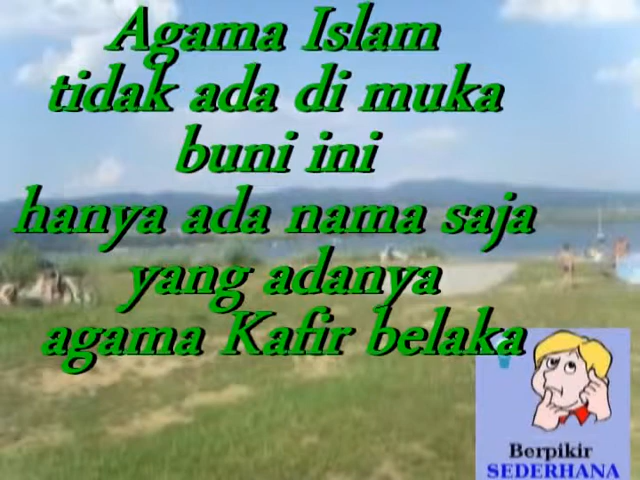 Agama Islam
tidak ada di muka
buni ini
hanya ada nama saja
yang adanya
agama Kafir belaka
Berpikir
SEDERHANA